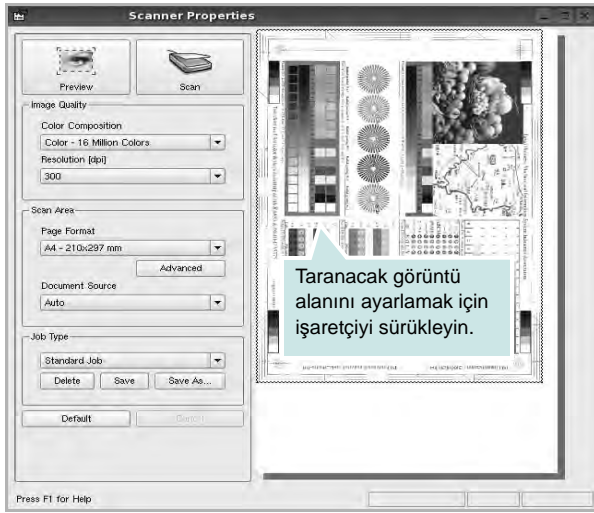 Scanner Properties
Preview
Scan
Image Quality
Color Composition
Color - 16 Million Colors
Resolution [dpi]
300
Scan Area
Page Format
A4 - 210x297 mm
Advanced
Document Source
Auto
Job Type
Standard Job
Delete
Save
Save As...
Default
Cancel
Taranacak görüntü
alanını ayarlamak için
işaretçiyi sürükleyin.
Press F1 for Help